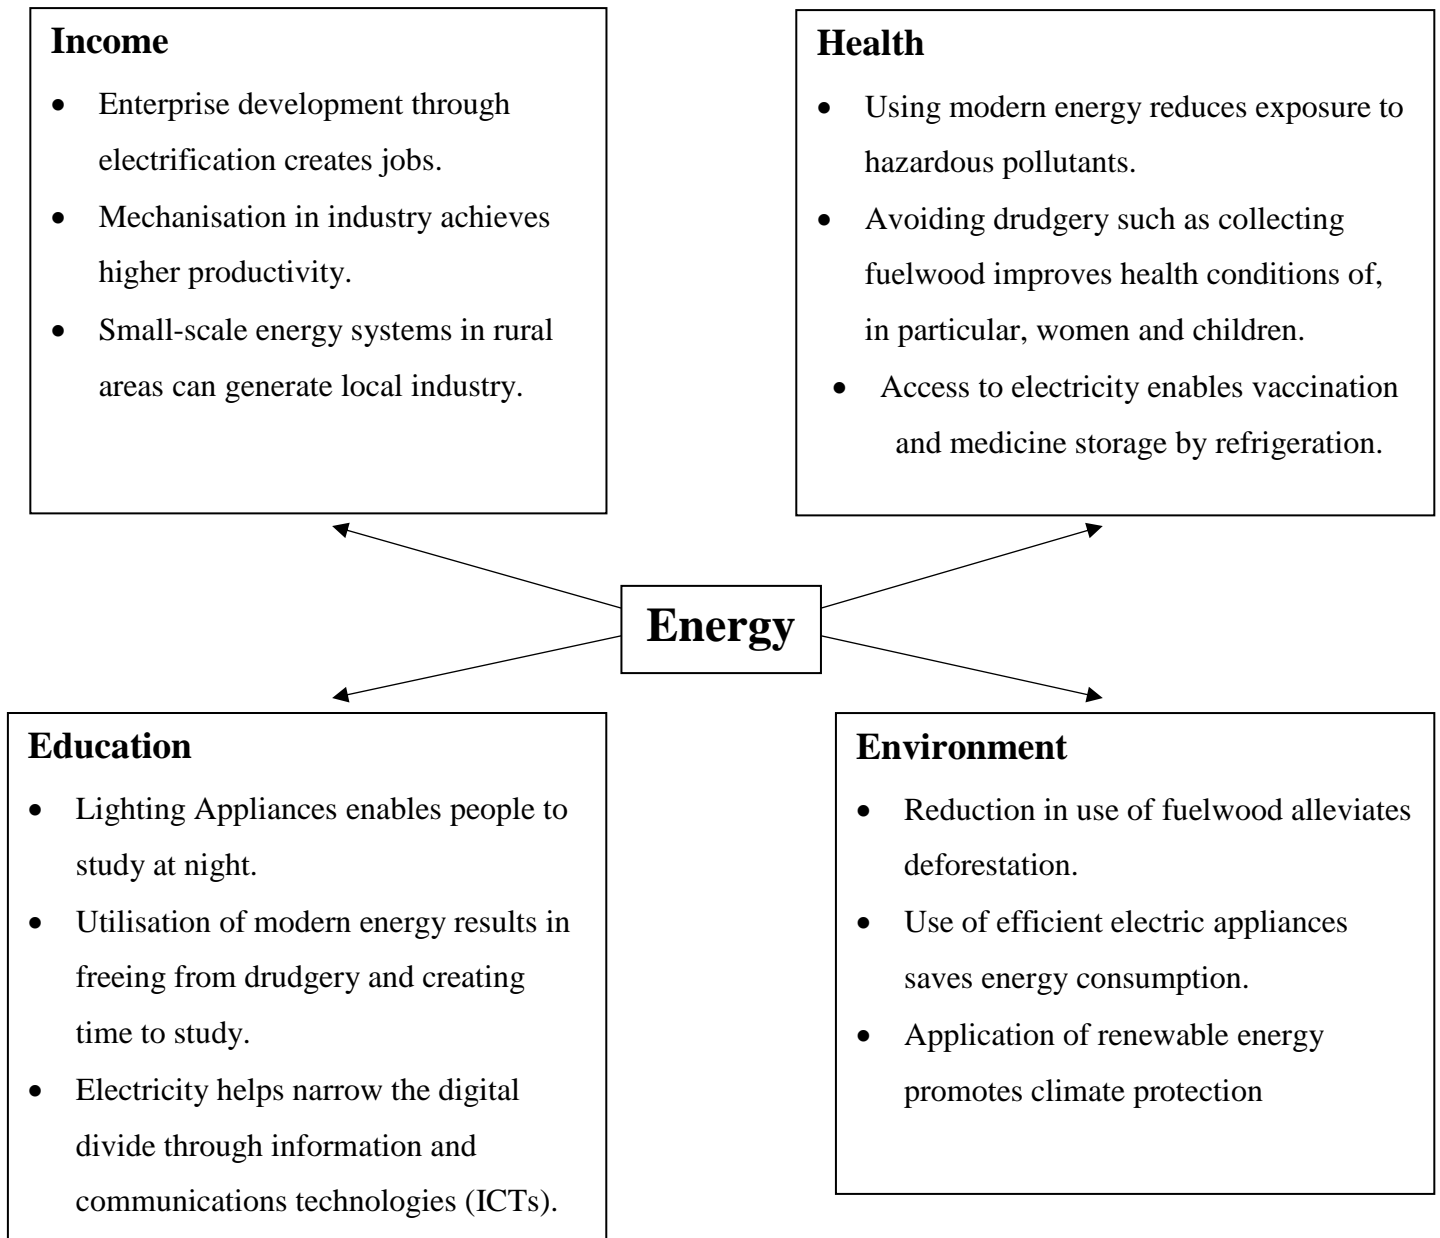 Income
• Enterprise development through
electrification creates jobs.
• Mechanisation in industry achieves
higher productivity.
• Small-scale energy systems in rural
areas can generate local industry.
Health
• Using modern energy reduces exposure to
hazardous pollutants.
• Avoiding drudgery such as collecting
fuelwood improves health conditions of,
in particular, women and children.
• Access to electricity enables vaccination
and medicine storage by refrigeration.
Energy
Education
• Lighting Appliances enables people to
study at night.
• Utilisation of modern energy results in
freeing from drudgery and creating
time to study.
• Electricity helps narrow the digital
divide through information and
communications technologies (ICTs).
Environment
• Reduction in use of fuelwood alleviates
deforestation.
• Use of efficient electric appliances
saves energy consumption.
• Application of renewable energy
promotes climate protection